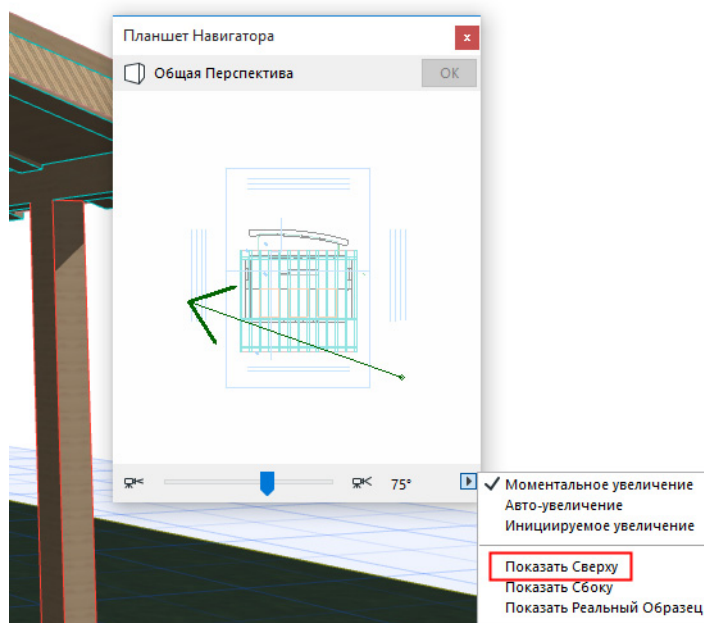 Планшет Навигатора
x
Общая Перспектива
OK
75°
Моментальное увеличение
Авто-увеличение
Инициируемое увеличение
Показать Сверху
Показать Сбоку
Показать Реальный Образец